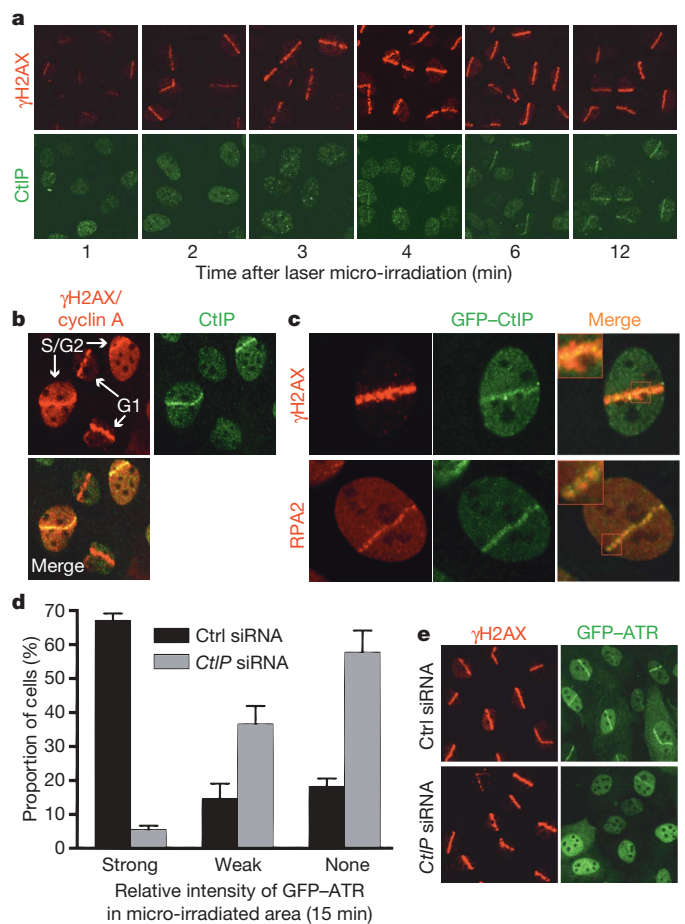 a
γH2AX
CtIP
1 2 3 4 6 12
Time after laser micro-irradiation (min)
b
γH2AX/
cyclin A
CtIP
S/G2
G1
Merge
c
GFP–CtIP
Merge
γH2AX
RPA2
d
70
60
50
40
30
20
10
0
Proportion of cells (%)
Ctrl siRNA
CtIP siRNA
Strong Weak None
Relative intensity of GFP–ATR
in micro-irradiated area (15 min)
e
γH2AX
GFP–ATR
Ctrl siRNA
CtIP siRNA